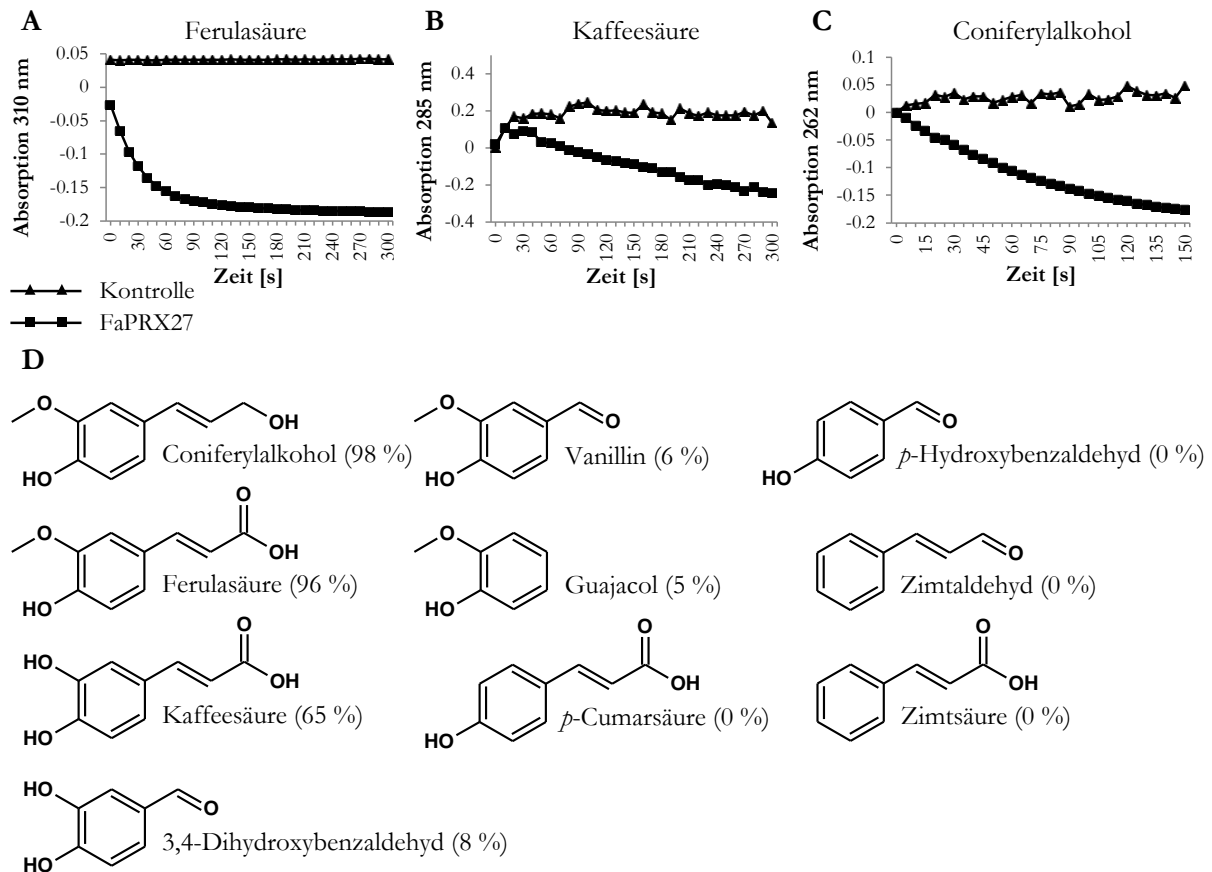 A
Ferulasäure
Absorption 310 nm
0.05
0
-0.05
-0.1
-0.15
-0.2
0
30
60
90
120
150
180
210
240
270
300
Zeit [s]
B
Kaffeesäure
Absorption 285 nm
0.4
0.2
0
-0.2
-0.4
0
30
60
90
120
150
180
210
240
270
300
Zeit [s]
C
Coniferylalkohol
Absorption 262 nm
0.1
0.05
0
-0.05
-0.1
-0.15
-0.2
0
15
30
45
60
75
90
105
120
135
150
Zeit [s]
Kontrolle
FaPRX27
D
O
HO
OH
Coniferylalkohol (98 %)
O
HO
O
Vanillin (6 %)
HO
O
p-Hydroxybenzaldehyd (0 %)
O
HO
O
OH
Ferulasäure (96 %)
O
HO
Guajacol (5 %)
O
Zimtaldehyd (0 %)
HO
HO
O
OH
Kaffeesäure (65 %)
HO
O
OH
p-Cumarsäure (0 %)
O
OH
Zimtsäure (0 %)
HO
HO
O
3,4-Dihydroxybenzaldehyd (8 %)